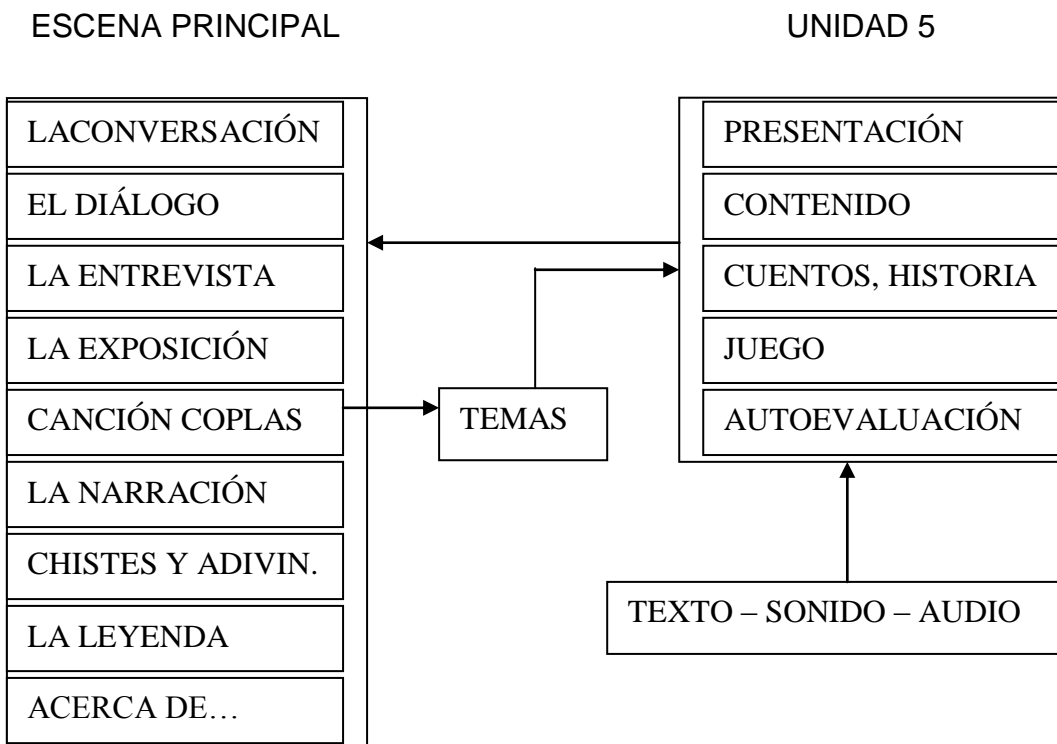 ESCENA PRINCIPAL
UNIDAD 5
LACONVERSACIÓN
EL DIÁLOGO
LA ENTREVISTA
LA EXPOSICIÓN
CANCIÓN COPLAS
LA NARRACIÓN
CHISTES Y ADIVIN.
LA LEYENDA
ACERCA DE…
TEMAS
PRESENTACIÓN
CONTENIDO
CUENTOS, HISTORIA
JUEGO
AUTOEVALUACIÓN
TEXTO – SONIDO – AUDIO